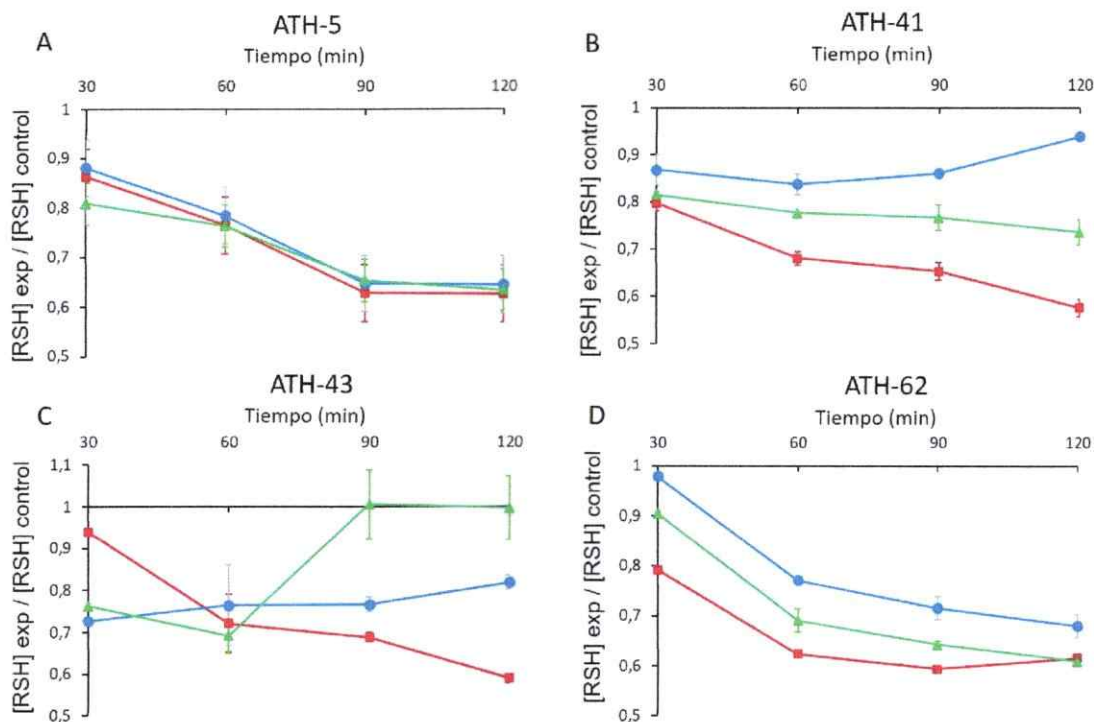 A
ATH-5
Tiempo (min)
30 60 90 120
1
0,9
0,8
0,7
0,6
0,5
[RSH] exp / [RSH] control
B
ATH-41
Tiempo (min)
30 60 90 120
1
0,9
0,8
0,7
0,6
0,5
[RSH] exp / [RSH] control
C
ATH-43
Tiempo (min)
30 60 90 120
1,1
1
0,9
0,8
0,7
0,6
0,5
[RSH] exp / [RSH] control
D
ATH-62
Tiempo (min)
30 60 90 120
1
0,9
0,8
0,7
0,6
0,5
[RSH] exp / [RSH] control